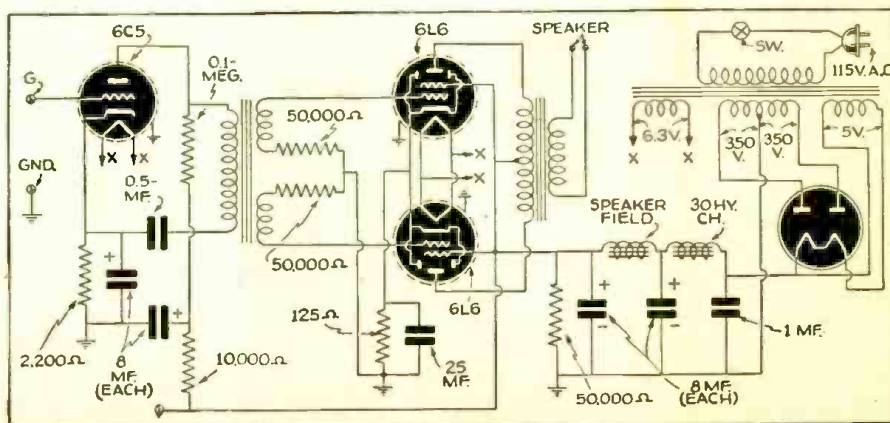 6C5
6L6
SPEAKER
G.
0.1-
MEG.
SW.
115V.A.C.
GND.
X X
50,000Ω
6.3V.
350
V.
350
V.
5V.
0.5-
MF.
X
X
X X
50,000Ω
SPEAKER
FIELD
30 HY.
CH.
+
+
2,200Ω
8
MF.
(EACH)
10,000Ω
125Ω
25
MF.
6L6
+
-
+
-
50,000Ω
8 MF.
(EACH)
1 MF.